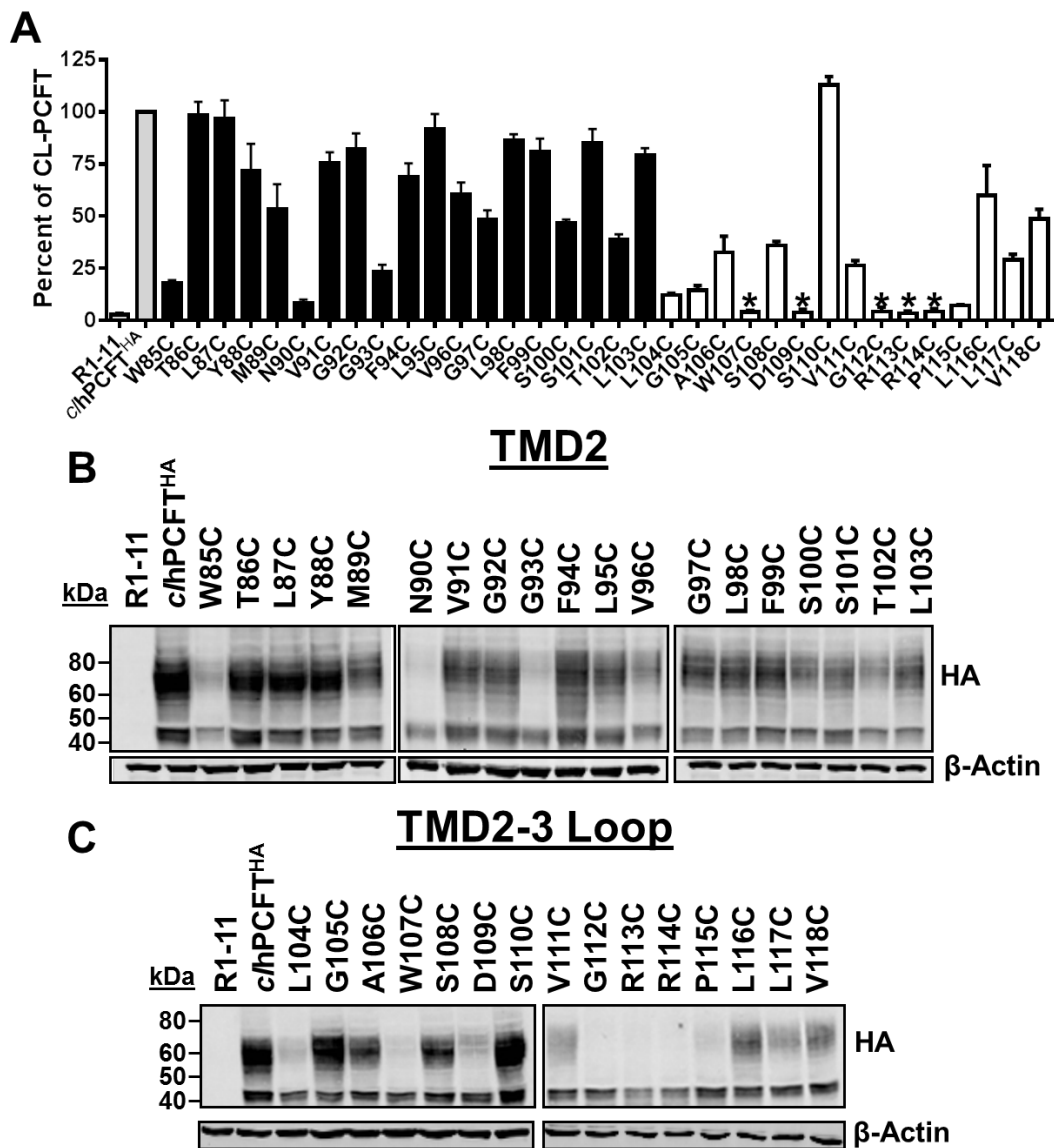 A
Percent of CL-PCFT
125
100
75
50
25
0
* * * * *
R1-11 cl/hPCFTHA W85C T86C L87C Y88C M89C N90C V91C G92C G93C F94C L95C V96C G97C L98C F99C S100C S101C T102C L103C L104C G105C A106C W107C S108C D109C S110C V111C G112C R113C R114C P115C L116C L117C V118C
TMD2
B
R1-11 cl/hPCFTHA W85C T86C L87C Y88C M89C N90C V91C G92C G93C F94C L95C V96C G97C L98C F99C S100C S101C T102C L103C
kDa
80
60
50
40
HA
β-Actin
TMD2-3 Loop
C
R1-11 cl/hPCFTHA L104C G105C A106C W107C S108C D109C S110C V111C G112C R113C R114C P115C L116C L117C V118C
kDa
80
60
50
40
HA
β-Actin